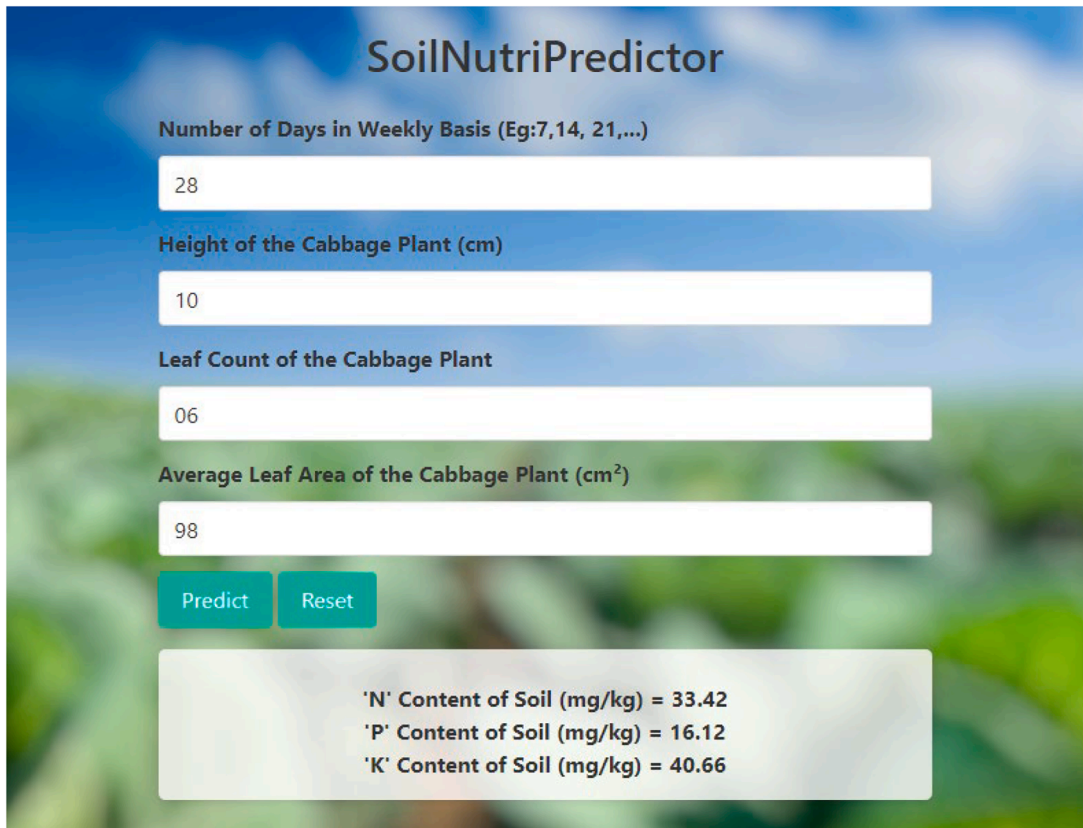 SoilNutriPredictor
Number of Days in Weekly Basis (Eg:7,14, 21,...)
28
Height of the Cabbage Plant (cm)
10
Leaf Count of the Cabbage Plant
06
Average Leaf Area of the Cabbage Plant (cm²)
98
Predict Reset
'N' Content of Soil (mg/kg) = 33.42
'P' Content of Soil (mg/kg) = 16.12
'K' Content of Soil (mg/kg) = 40.66